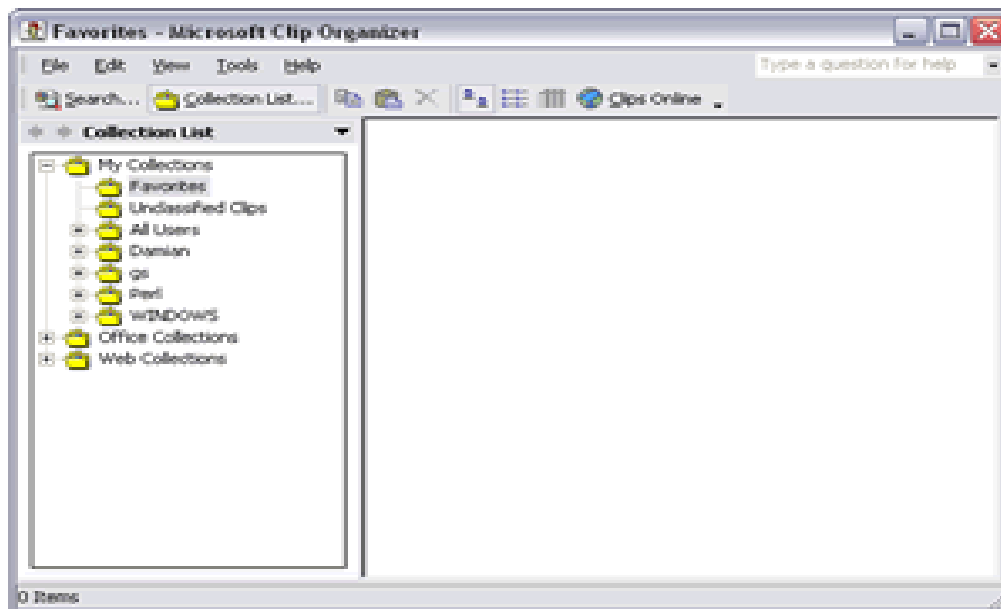 Favorites - Microsoft Clip Organizer
File Edit View Tools Help Type a question for help
Search... Collection List... Clips Online
Collection List
My Collections
Favorites
Unclassified Clips
All Users
Damian
gs
Perl
WINDOWS
Office Collections
Web Collections
0 Items